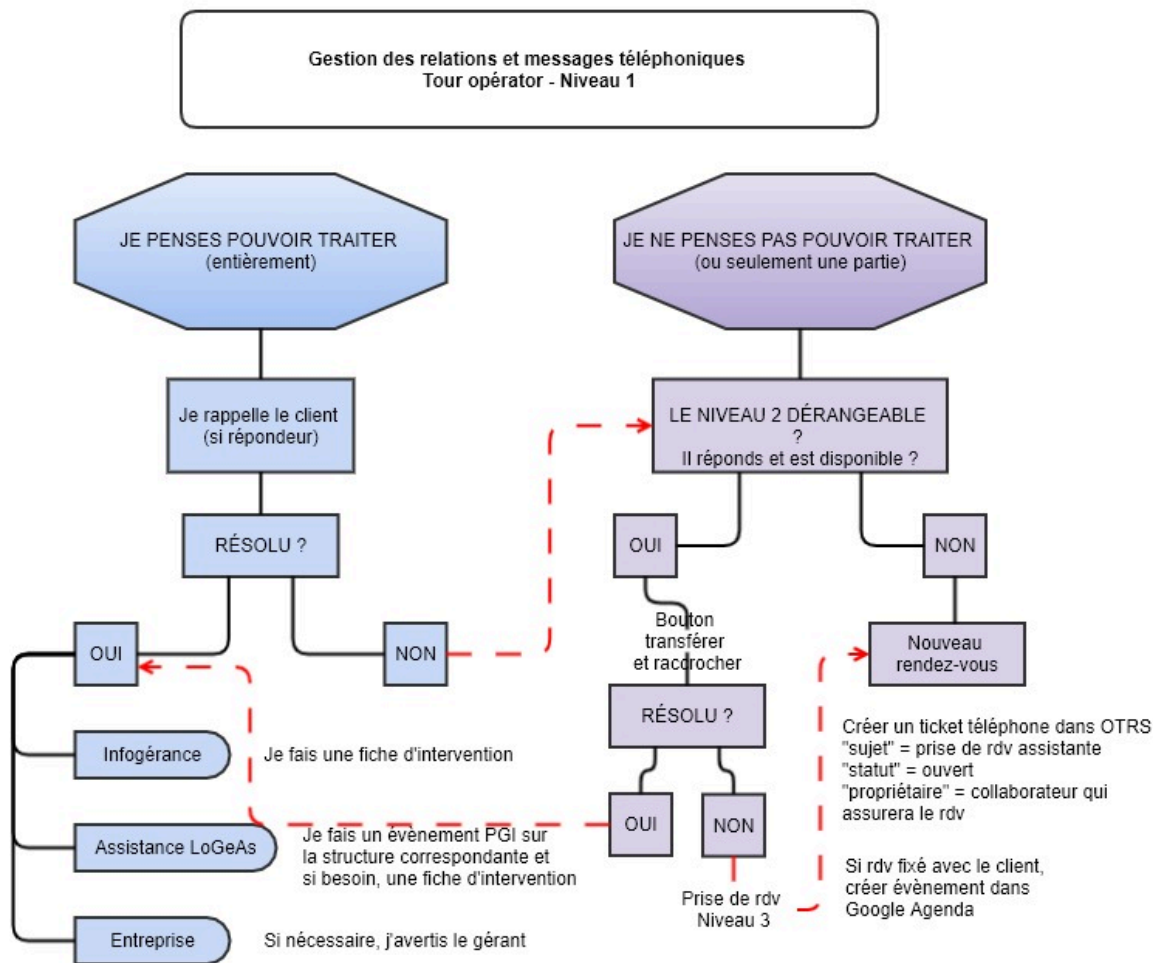 Gestion des relations et messages téléphoniques
Tour opérator - Niveau 1
JE PENSES POUVOIR TRAITER
(entièrement)
JE NE PENSES PAS POUVOIR TRAITER
(ou seulement une partie)
Je rappelle le client
(si répondeur)
LE NIVEAU 2 DÉRANGEABLE
?
Il réponds et est disponible ?
RÉSOLU ?
OUI
NON
OUI
NON
Bouton
transférer
et raccrocher
Nouveau
rendez-vous
RÉSOLU ?
Infogérance
Je fais une fiche d'intervention
Créer un ticket téléphone dans OTRS
"sujet" = prise de rdv assistante
"statut" = ouvert
"propriétaire" = collaborateur qui
assurera le rdv
OUI
NON
Assistance LoGeAs
Je fais un évènement PGI sur
la structure correspondante et
si besoin, une fiche d'intervention
Prise de rdv
Niveau 3
Si rdv fixé avec le client,
créer évènement dans
Google Agenda
Entreprise
Si nécessaire, j'avertis le gérant